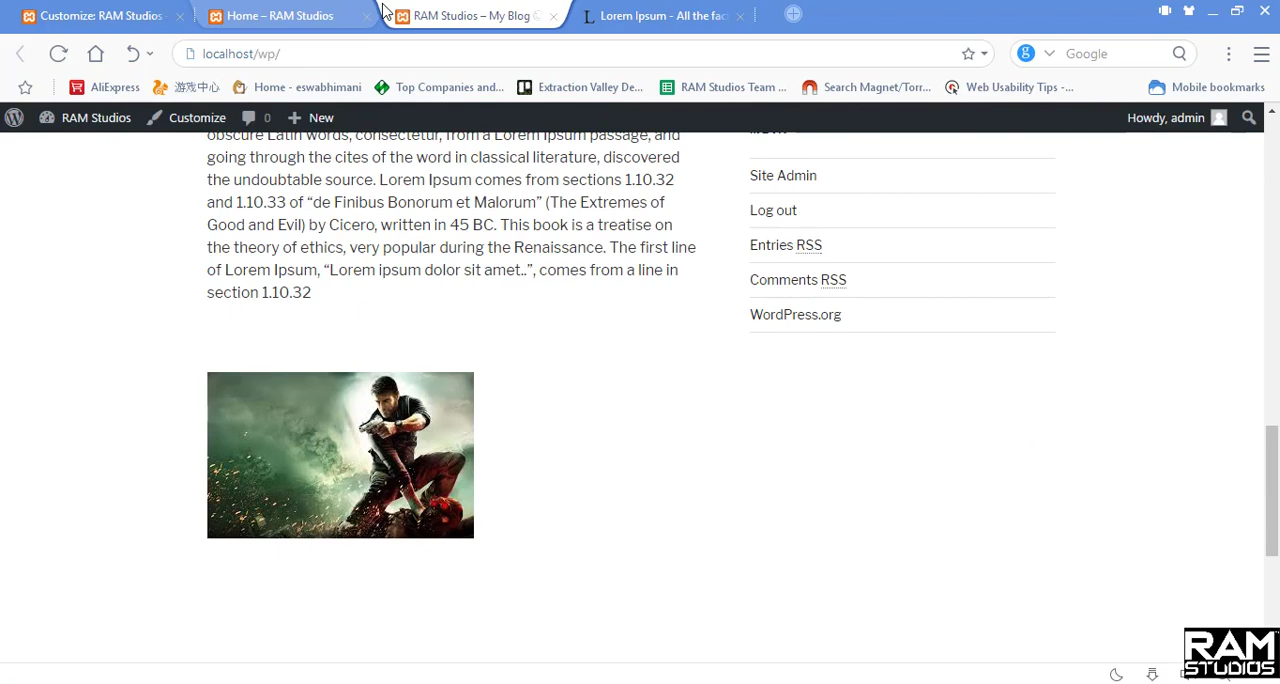 Customize: RAM Studios
Home – RAM Studios
RAM Studios – My Blog
Lorem Ipsum - All the fac
localhost/wp/
g
Google
AliExpress
游戏中心
Home - eswabhimani
Top Companies and...
Extraction Valley De...
RAM Studios Team ...
Search Magnet/Torr...
Web Usability Tips -...
Mobile bookmarks
RAM Studios
Customize
0
New
Howdy, admin
obscure Latin words, consectetur, from a Lorem Ipsum passage, and
going through the cites of the word in classical literature, discovered
the undoubtable source. Lorem Ipsum comes from sections 1.10.32
and 1.10.33 of “de Finibus Bonorum et Malorum” (The Extremes of
Good and Evil) by Cicero, written in 45 BC. This book is a treatise on
the theory of ethics, very popular during the Renaissance. The first line
of Lorem Ipsum, “Lorem ipsum dolor sit amet..”, comes from a line in
section 1.10.32
Site Admin
Log out
Entries RSS
Comments RSS
WordPress.org
RAM
STUDIOS